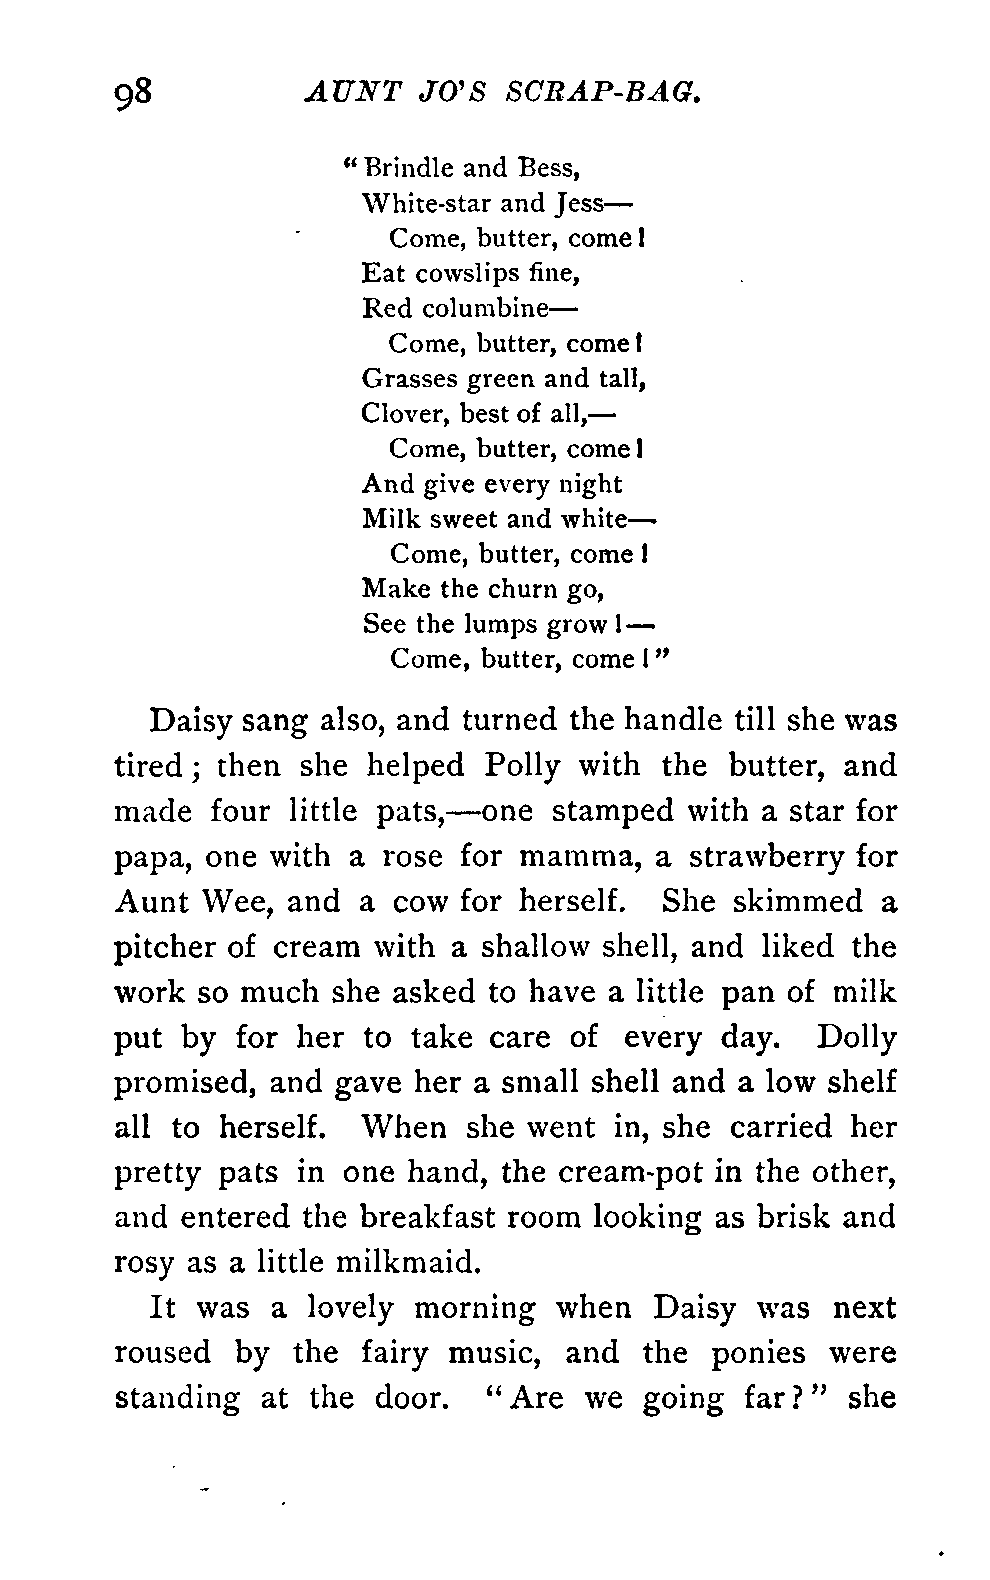 98 AUNT JO'S SCRAP-BAG.
“Brindle and Bess,
White-star and Jess—
Come, butter, come!
Eat cowslips fine,
Red columbine—
Come, butter, come!
Grasses green and tall,
Clover, best of all,—
Come, butter, come!
And give every night
Milk sweet and white—
Come, butter, come!
Make the churn go,
See the lumps grow!—
Come, butter, come!”
Daisy sang also, and turned the handle till she was
tired; then she helped Polly with the butter, and
made four little pats,—one stamped with a star for
papa, one with a rose for mamma, a strawberry for
Aunt Wee, and a cow for herself. She skimmed a
pitcher of cream with a shallow shell, and liked the
work so much she asked to have a little pan of milk
put by for her to take care of every day. Dolly
promised, and gave her a small shell and a low shelf
all to herself. When she went in, she carried her
pretty pats in one hand, the cream-pot in the other,
and entered the breakfast room looking as brisk and
rosy as a little milkmaid.
It was a lovely morning when Daisy was next
roused by the fairy music, and the ponies were
standing at the door. “Are we going far?” she